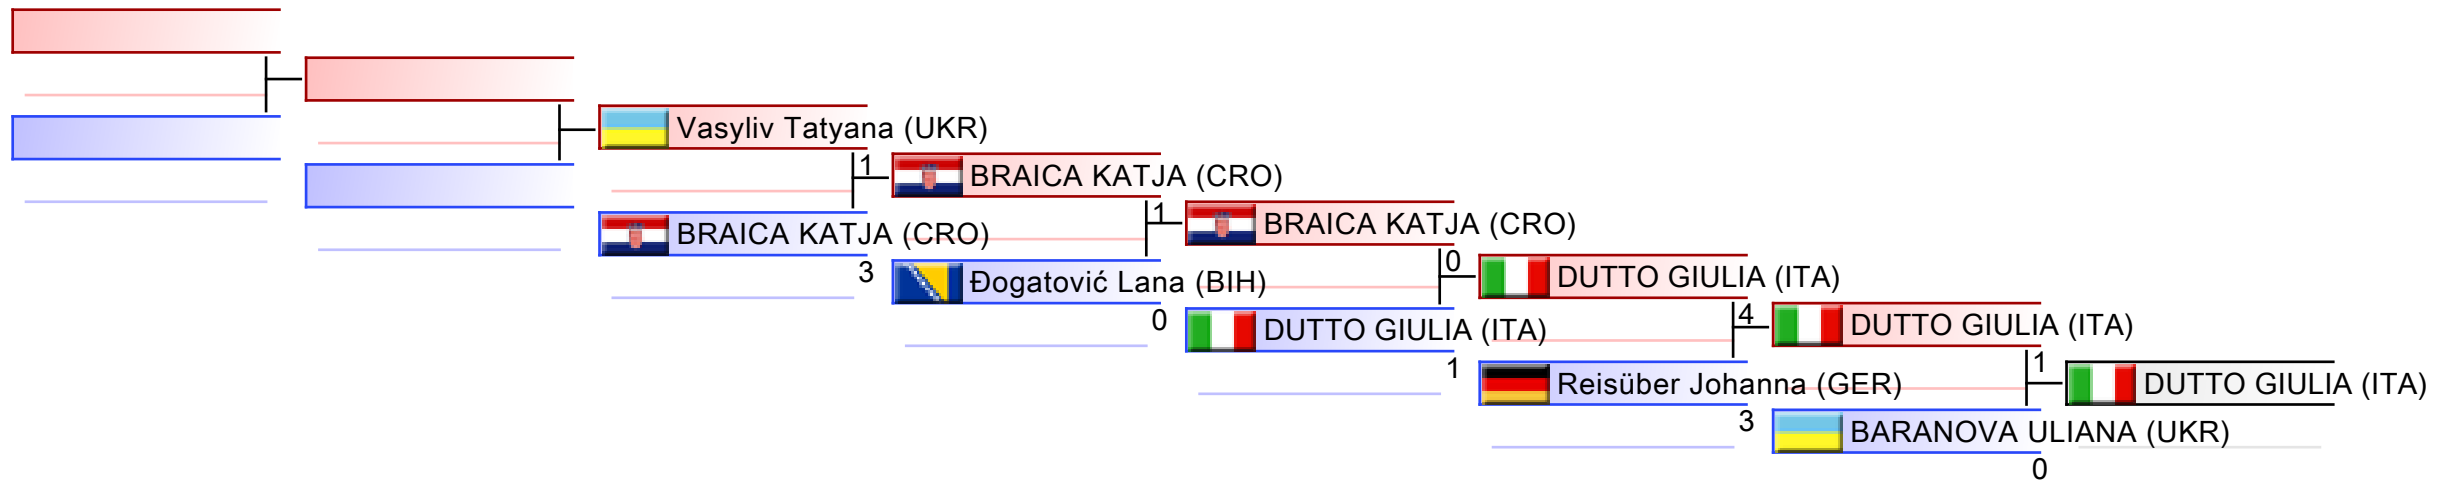 Vasyliv Tatyana (UKR)
1
BRAICA KATJA (CRO)
3
BRAICA KATJA (CRO)
1
Đogatović Lana (BIH)
0
BRAICA KATJA (CRO)
0
DUTTO GIULIA (ITA)
1
DUTTO GIULIA (ITA)
4
Reisüber Johanna (GER)
3
DUTTO GIULIA (ITA)
1
BARANOVA ULIANA (UKR)
0
DUTTO GIULIA (ITA)